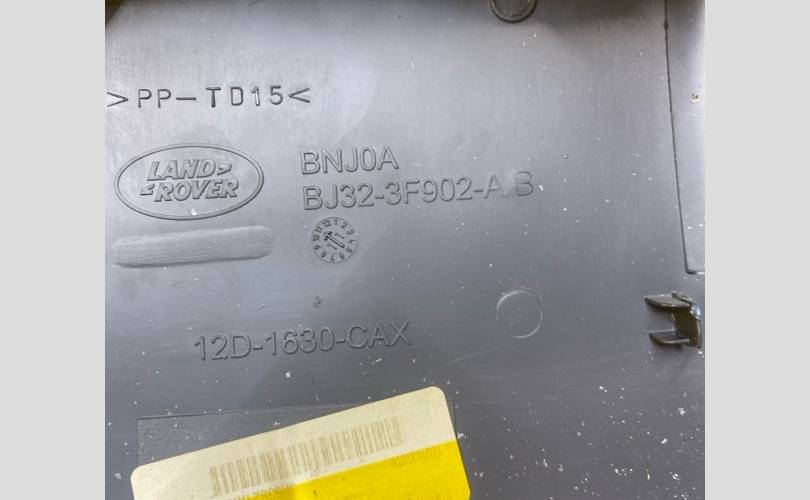 >PP-TD15<
LAND
ROVER
BNJ0A
BJ32-3F902-A B
12D-1630-CAX